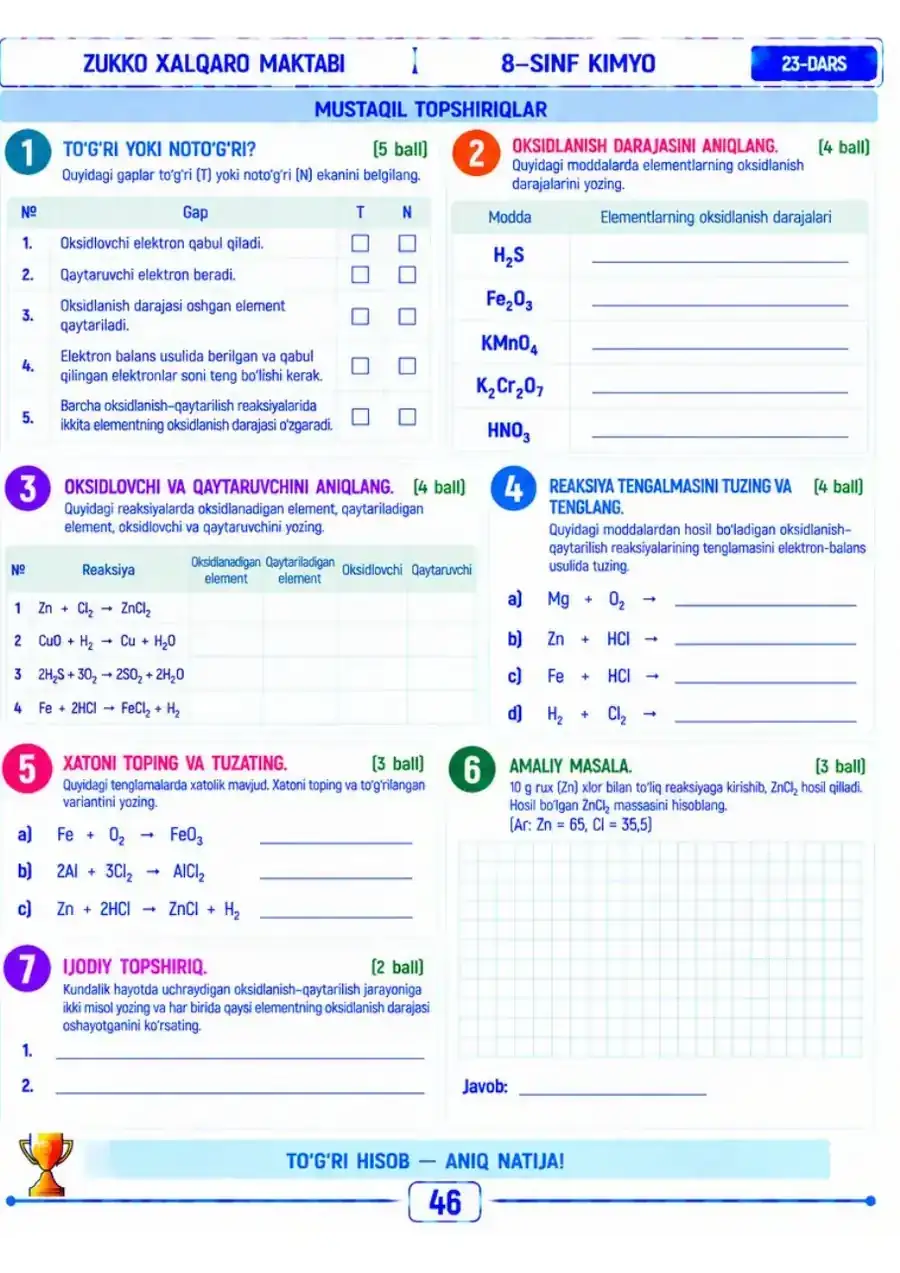 ZUKKO XALQARO MAKTABI
8–SINF KIMYO
23-DARS
MUSTAQIL TOPSHIRIQLAR
1
TO'G'RI YOKI NOTO'G'RI?
(5 ball)
Quyidagi gaplar to'g'ri (T) yoki noto'g'ri (N) ekanini belgilang.
№ Gap T N
1. Oksidlovchi elektron qabul qiladi.
2. Qaytaruvchi elektron beradi.
3. Oksidlanish darajasi oshgan element
qaytariladi.
4. Elektron balans usulida berilgan va qabul
qilingan elektronlar soni teng bo'lishi kerak.
5. Barcha oksidlanish–qaytarilish reaksiyalarida
ikkita elementning oksidlanish darajasi o'zgaradi.
2
OKSIDLANISH DARAJASINI ANIQLANG.
(4 ball)
Quyidagi moddalarda elementlarning oksidlanish
darajalarini yozing.
Modda Elementlarning oksidlanish darajalari
H₂S
Fe₂O₃
KMnO₄
K₂Cr₂O₇
HNO₃
3
OKSIDLOVCHI VA QAYTARUVCHINI ANIQLANG.
(4 ball)
Quyidagi reaksiyalarda oksidlanadigan element, qaytariladigan
element, oksidlovchi va qaytaruvchini yozing.
№ Reaksiya Oksidlanadigan element Qaytariladigan element Oksidlovchi Qaytaruvchi
1 Zn + Cl₂ → ZnCl₂
2 CuO + H₂ → Cu + H₂O
3 2H₂S + 3O₂ → 2SO₂ + 2H₂O
4 Fe + 2HCl → FeCl₂ + H₂
4
REAKSIYA TENGALMASINI TUZING VA
TENGLANG.
(4 ball)
Quyidagi moddalardan hosil bo'ladigan oksidlanish–
qaytarilish reaksiyalarining tenglamasini elektron-balans
usulida tuzing.
a) Mg + O₂ →
b) Zn + HCl →
c) Fe + HCl →
d) H₂ + Cl₂ →
5
XATONI TOPING VA TUZATING.
(3 ball)
Quyidagi tenglamalarda xatolik mavjud. Xatoni toping va to'g'rilangan
variantini yozing.
a) Fe + O₂ → FeO₃
b) 2Al + 3Cl₂ → AlCl₂
c) Zn + 2HCl → ZnCl + H₂
6
AMALIY MASALA.
(3 ball)
10 g rux (Zn) xlor bilan to'liq reaksiyaga kirishib, ZnCl₂ hosil qilladi.
Hosil bo'lgan ZnCl₂ massasini hisoblang.
(Ar: Zn = 65, Cl = 35,5)
Javob:
7
IJODIY TOPSHIRIQ.
(2 ball)
Kundalik hayotda uchraydigan oksidlanish–qaytarilish jarayoniga
ikki misol yozing va har birida qaysi elementning oksidlanish darajasi
oshayotganini ko'rsating.
1.
2.
TO'G'RI HISOB — ANIQ NATIJA!
46